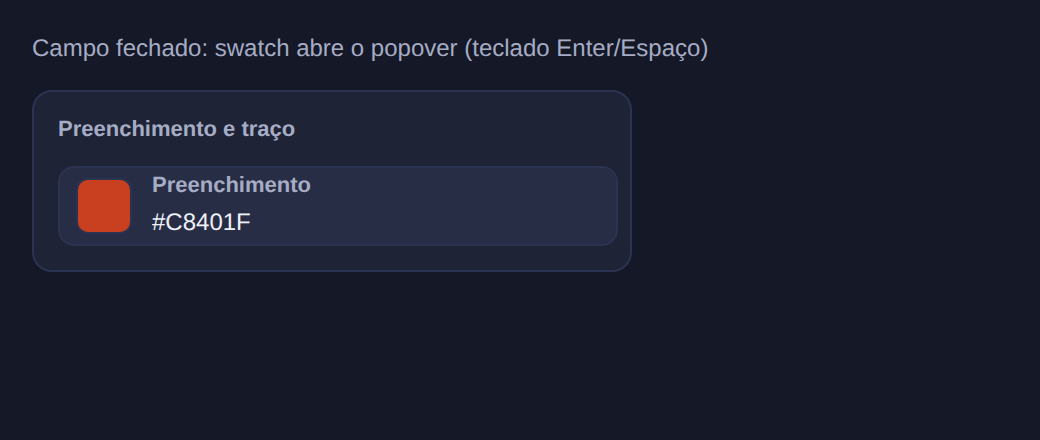 Campo fechado: swatch abre o popover (teclado Enter/Espaço)
Preenchimento e traço
Preenchimento
#C8401F